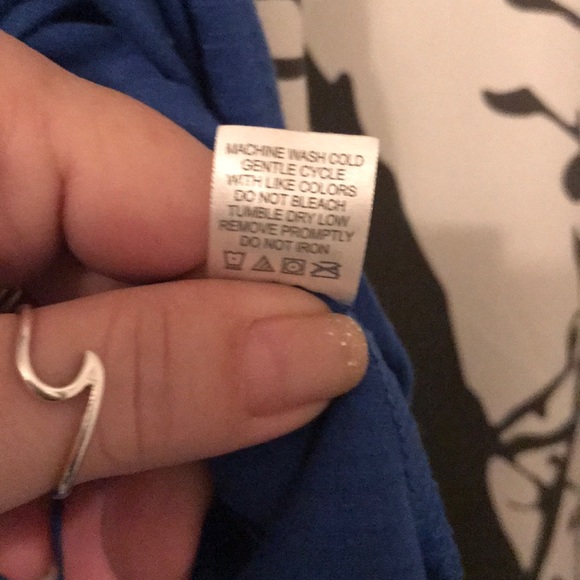 MACHINE WASH COLD
GENTLE CYCLE
WITH LIKE COLORS
DO NOT BLEACH
TUMBLE DRY LOW
REMOVE PROMPTLY
DO NOT IRON